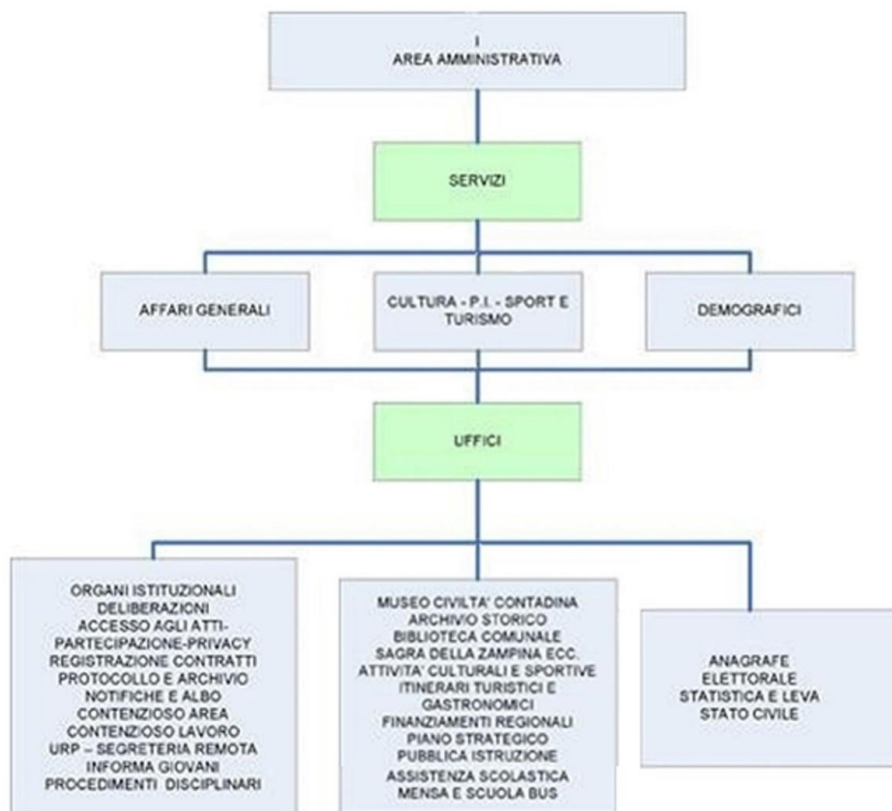 I
AREA AMMINISTRATIVA
SERVIZI
AFFARI GENERALI
CULTURA - P.I. - SPORT E
TURISMO
DEMOGRAFICI
UFFICI
ORGANI ISTITUZIONALI
DELIBERAZIONI
ACCESSO AGLI ATTI-
PARTECIPAZIONE-PRIVACY
REGISTRAZIONE CONTRATTI
PROTOCOLLO E ARCHIVIO
NOTIFICHE E ALBO
CONTENZIOSO AREA
CONTENZIOSO LAVORO
URP – SEGRETERIA REMOTA
INFORMA GIOVANI
PROCEDIMENTI DISCIPLINARI
MUSEO CIVILTA' CONTADINA
ARCHIVIO STORICO
BIBLIOTECA COMUNALE
SAGRA DELLA ZAMPINA ECC.
ATTIVITA' CULTURALI E SPORTIVE
ITINERARI TURISTICI E
GASTRONOMICI
FINANZIAMENTI REGIONALI
PIANO STRATEGICO
PUBBLICA ISTRUZIONE
ASSISTENZA SCOLASTICA
MENSA E SCUOLA BUS
ANAGRAFE
ELETTORALE
STATISTICA E LEVA
STATO CIVILE